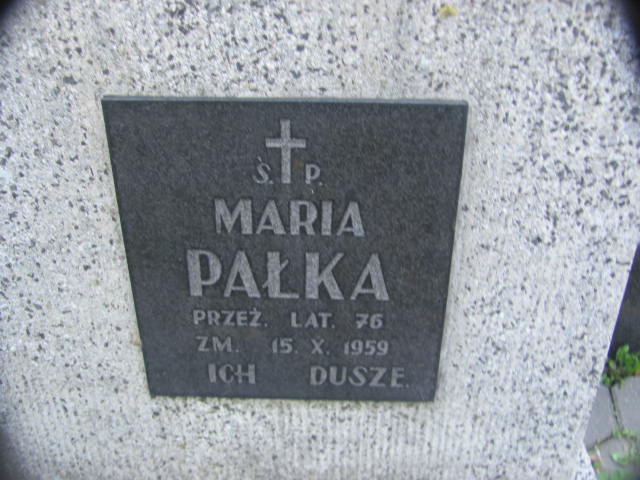 Ś. P.
MARIA
PAŁKA
PRZEŻ. LAT. 76
ZM. 15. X. 1959
ICH DUSZE.